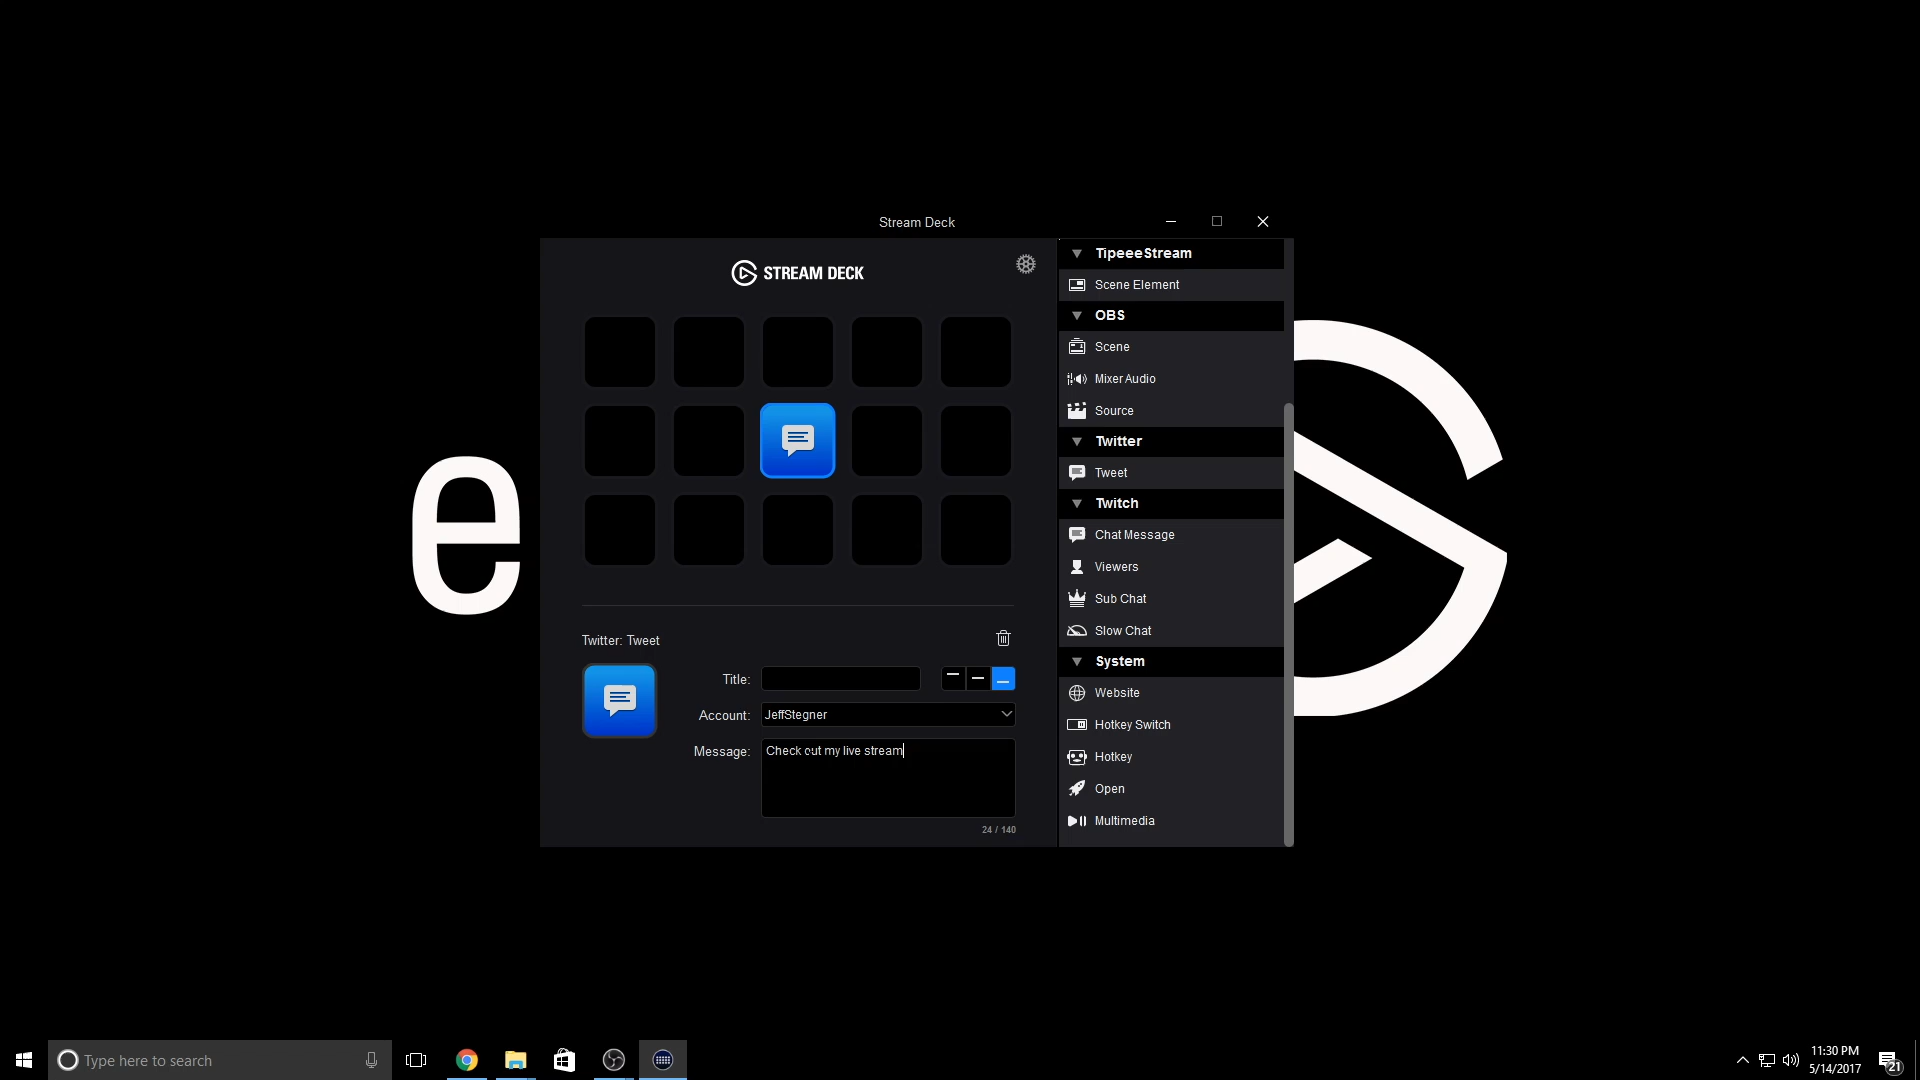 Stream Deck
STREAM DECK
TipeeeStream
Scene Element
OBS
Scene
Mixer Audio
Source
Twitter
Tweet
Twitch
Chat Message
Viewers
Sub Chat
Slow Chat
System
Website
Hotkey Switch
Hotkey
Open
Multimedia
e
Twitter: Tweet
Title:
Account: JeffStegner
Message: Check out my live stream
24 / 140
Type here to search
11:30 PM
5/14/2017
21